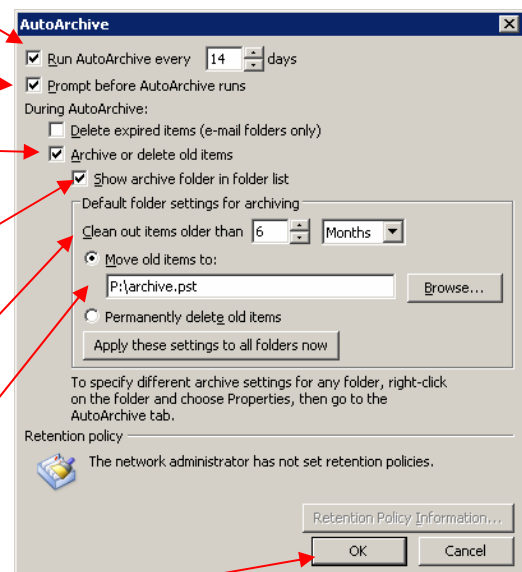 AutoArchive
Run AutoArchive every 14 days
Prompt before AutoArchive runs
During AutoArchive:
Delete expired items (e-mail folders only)
Archive or delete old items
Show archive folder in folder list
Default folder settings for archiving
Clean out items older than 6 Months
Move old items to:
P:\archive.pst Browse...
Permanently delete old items
Apply these settings to all folders now
To specify different archive settings for any folder, right-click
on the folder and choose Properties, then go to the
AutoArchive tab.
Retention policy
The network administrator has not set retention policies.
Retention Policy Information...
OK Cancel